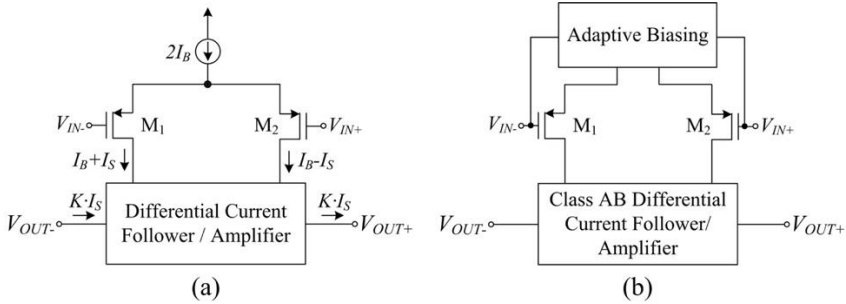 2I_B
V_IN-
M_1
M_2
V_IN+
I_B+I_S
I_B-I_S
K·I_S
Differential Current
Follower / Amplifier
K·I_S
V_OUT-
V_OUT+
(a)
Adaptive Biasing
V_IN-
M_1
M_2
V_IN+
Class AB Differential
Current Follower/
Amplifier
V_OUT-
V_OUT+
(b)